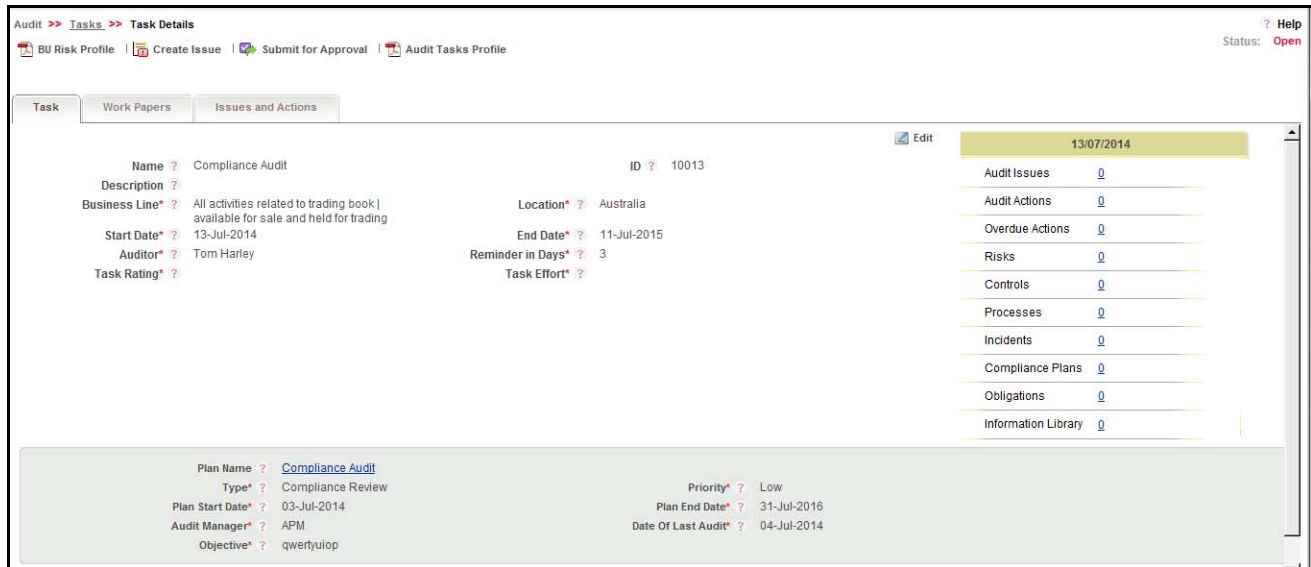 Audit >> Tasks >> Task Details
? Help
BU Risk Profile | Create Issue | Submit for Approval | Audit Tasks Profile
Status: Open
Task Work Papers Issues and Actions
Edit
13/07/2014
Name ? Compliance Audit ID ? 10013
Description ?
Business Line* ? All activities related to trading book | Location* ? Australia
available for sale and held for trading
Start Date* ? 13-Jul-2014 End Date* ? 11-Jul-2015
Auditor* ? Tom Harley Reminder in Days* ? 3
Task Rating* ? Task Effort* ?
Audit Issues 0
Audit Actions 0
Overdue Actions 0
Risks 0
Controls 0
Processes 0
Incidents 0
Compliance Plans 0
Obligations 0
Information Library 0
Plan Name ? Compliance Audit
Type* ? Compliance Review Priority* ? Low
Plan Start Date* ? 03-Jul-2014 Plan End Date* ? 31-Jul-2016
Audit Manager* ? APM Date Of Last Audit* ? 04-Jul-2014
Objective* ? qwertyuiop